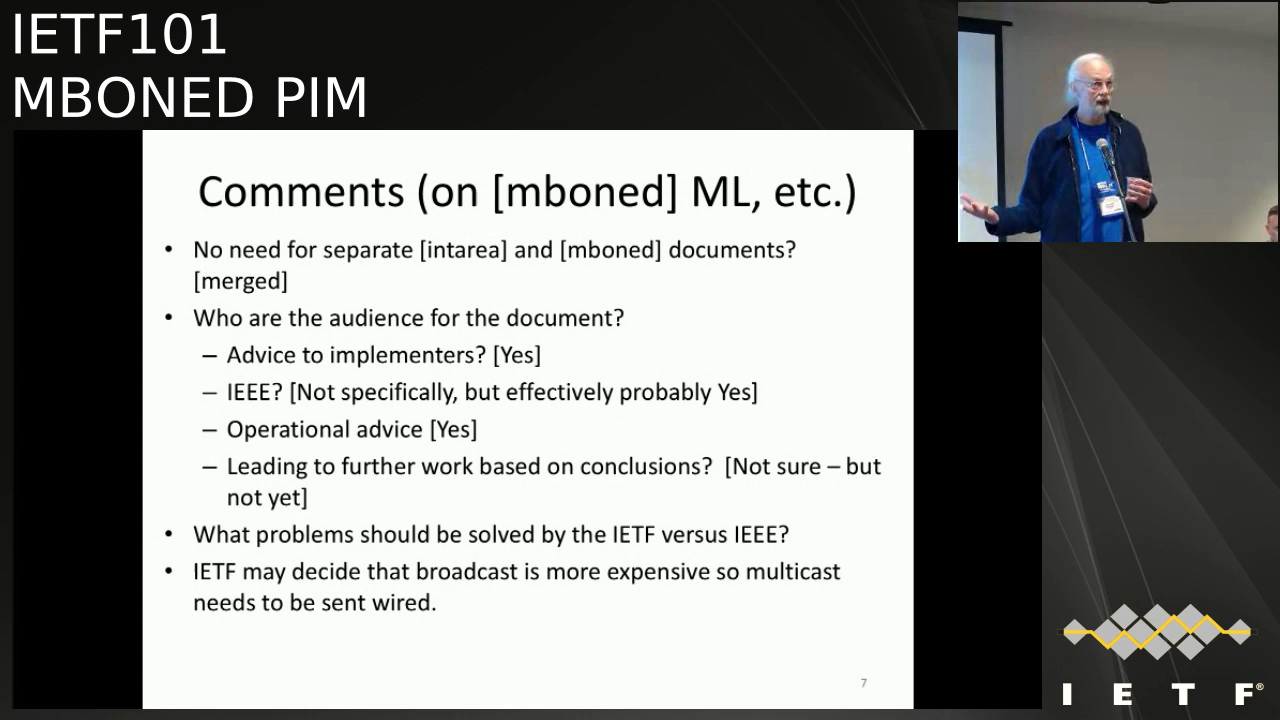 IETF101
MBONED PIM
Comments (on [mboned] ML, etc.)
• No need for separate [intarea] and [mboned] documents?
[merged]
• Who are the audience for the document?
– Advice to implementers? [Yes]
– IEEE? [Not specifically, but effectively probably Yes]
– Operational advice [Yes]
– Leading to further work based on conclusions? [Not sure – but
not yet]
• What problems should be solved by the IETF versus IEEE?
• IETF may decide that broadcast is more expensive so multicast
needs to be sent wired.
7
I E T F®